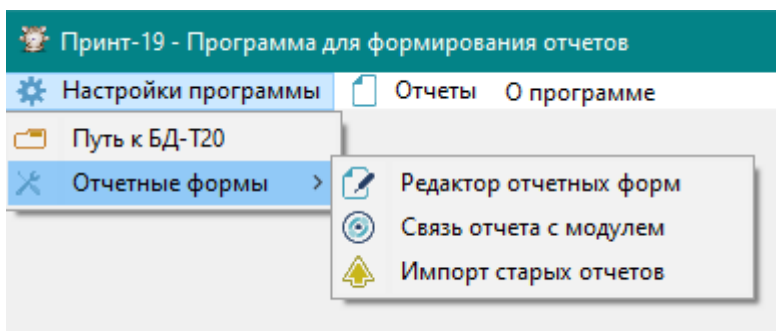 Принт-19 - Программа для формирования отчетов
Настройки программы Отчеты О программе
Путь к БД-Т20
Отчетные формы
Редактор отчетных форм
Связь отчета с модулем
Импорт старых отчетов